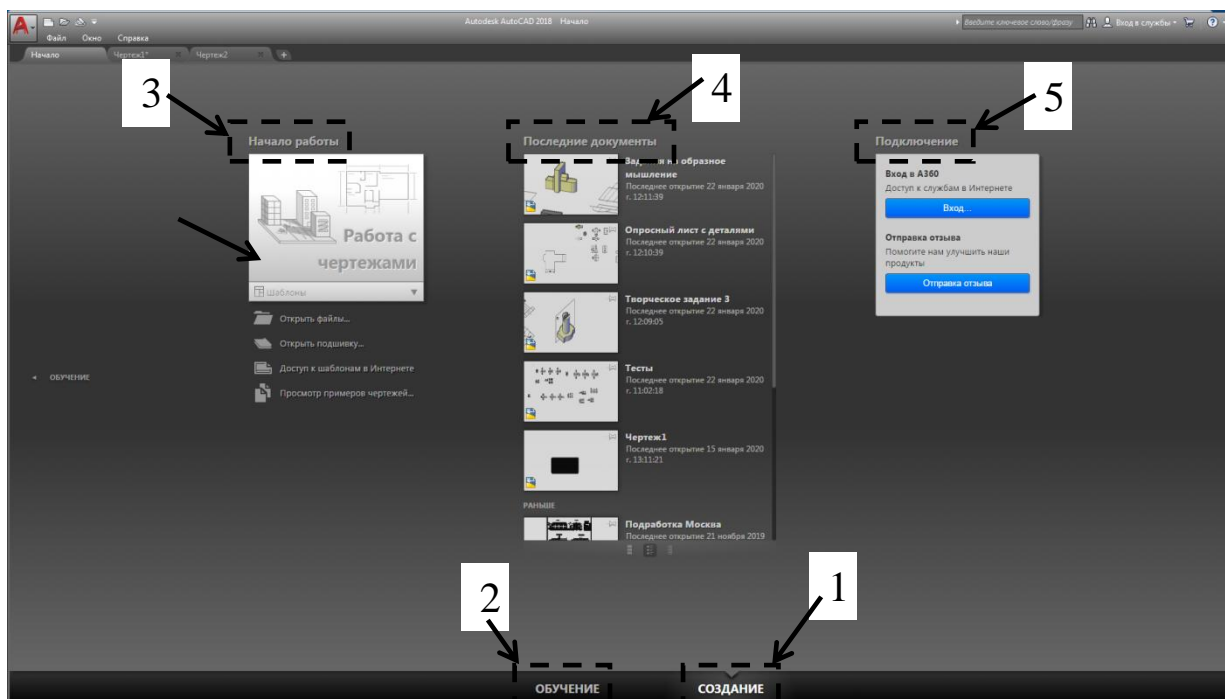 Autodesk AutoCAD 2018 Начало
Введите ключевое слово/фразу
Вход в службы
Файл Окно Справка
Начало Чертеж1* Чертеж2
3
4
5
Начало работы
Работа с
чертежами
Шаблоны
Открыть файлы...
Открыть подшивку...
Доступ к шаблонам в Интернете
Просмотр примеров чертежей...
ОБУЧЕНИЕ
Последние документы
Задания на образное
мышление
Последнее открытие 22 января 2020
г. 12:11:39
Опросный лист с деталями
Последнее открытие 22 января 2020
г. 12:10:39
Творческое задание 3
Последнее открытие 22 января 2020
г. 12:09:05
Тесты
Последнее открытие 22 января 2020
г. 11:02:18
Чертеж1
Последнее открытие 15 января 2020
г. 13:11:21
РАНЬШЕ
Подработка Москва
Последнее открытие 21 ноября 2019
Подключение
Вход в A360
Доступ к службам в Интернете
Вход...
Отправка отзыва
Помогите нам улучшить наши
продукты
Отправка отзыва
2
1
ОБУЧЕНИЕ
СОЗДАНИЕ